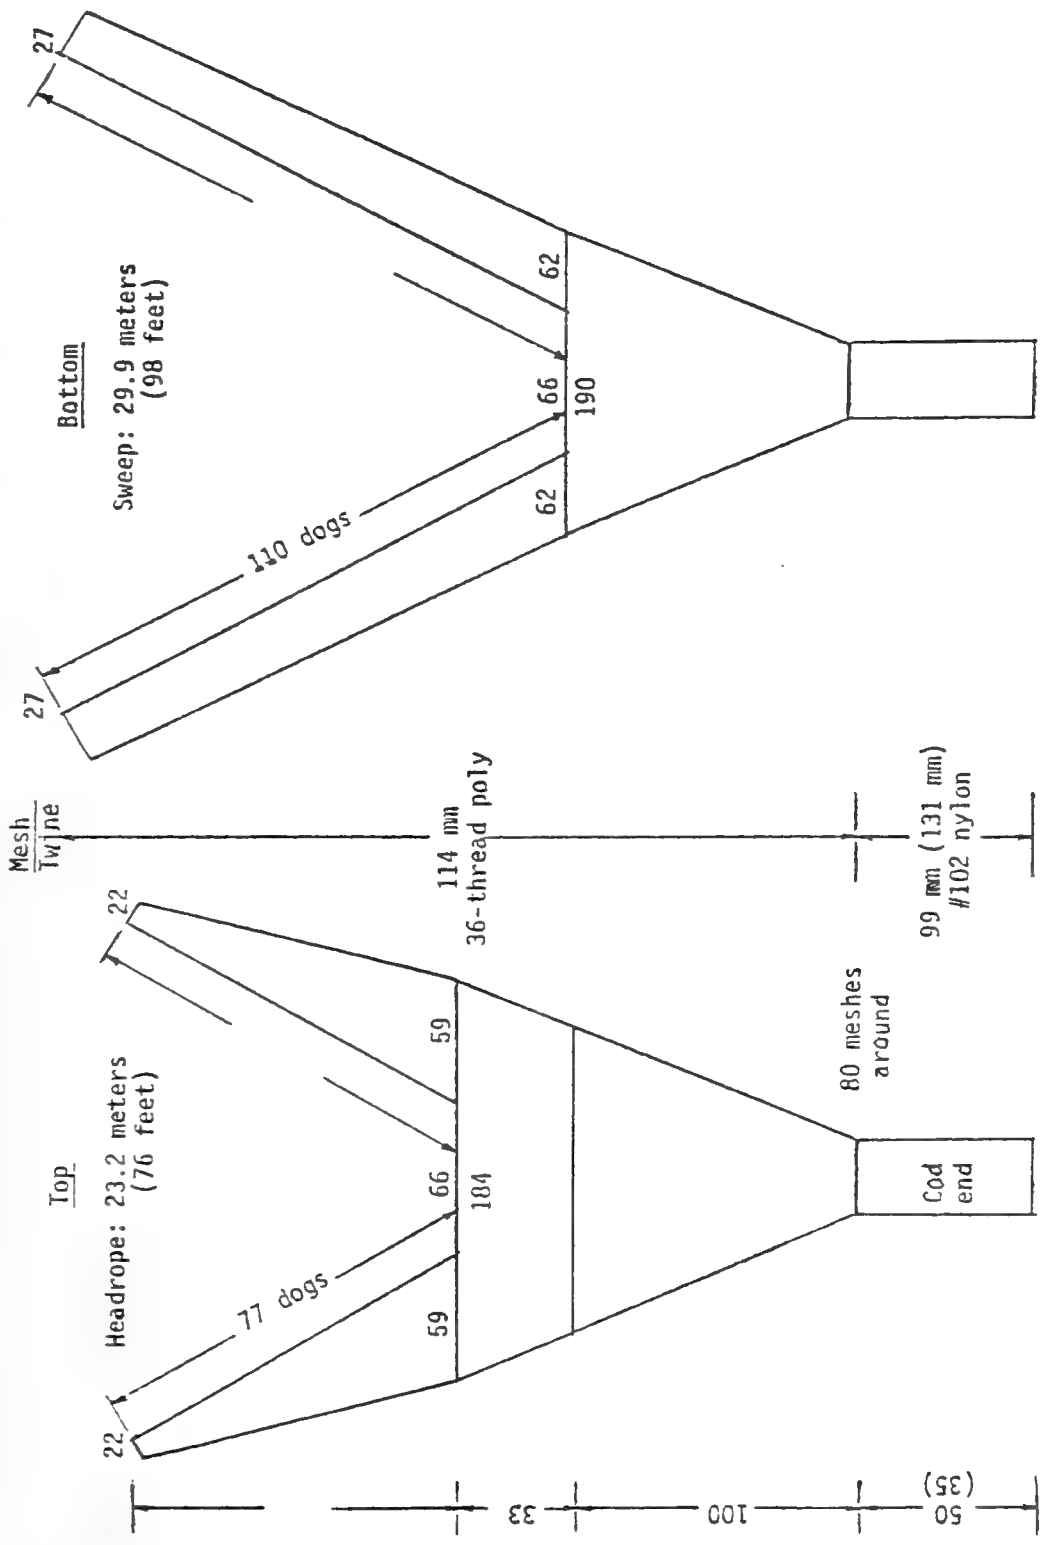 Top
Headrope: 23.2 meters
(76 feet)
22
22
77 dogs
59
66
59
184
33
100
50
(35)
80 meshes
around
Cod
end
Mesh
Twine
114 mm
36-thread poly
99 mm (131 mm)
#102 nylon
Bottom
Sweep: 29.9 meters
(98 feet)
27
27
110 dogs
62
66
62
190